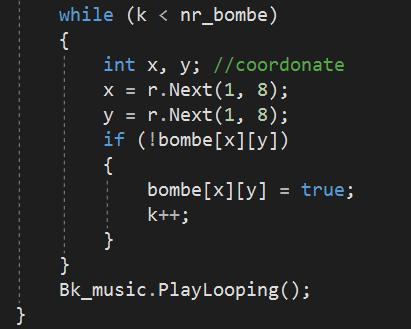 while (k < nr_bombe)
{
int x, y; //coordonate
x = r.Next(1, 8);
y = r.Next(1, 8);
if (!bombe[x][y])
{
bombe[x][y] = true;
k++;
}
}
Bk_music.PlayLooping();
}